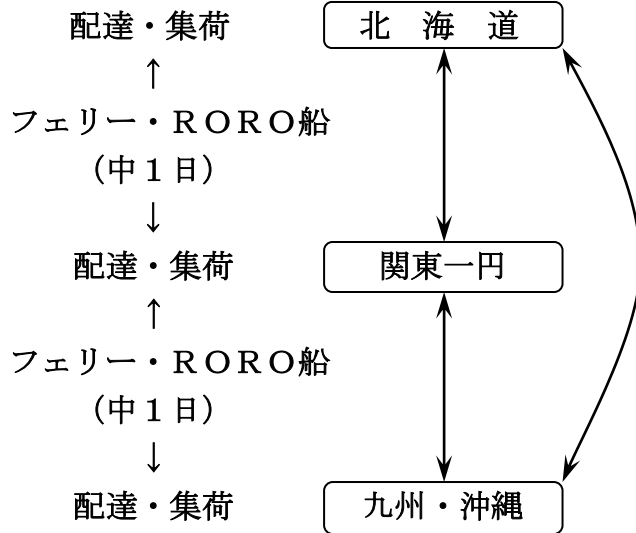 配達・集荷
北　海　道
↑
フェリー・ＲＯＲＯ船
（中１日）
↓
配達・集荷
関東一円
↑
フェリー・ＲＯＲＯ船
（中１日）
↓
配達・集荷
九州・沖縄